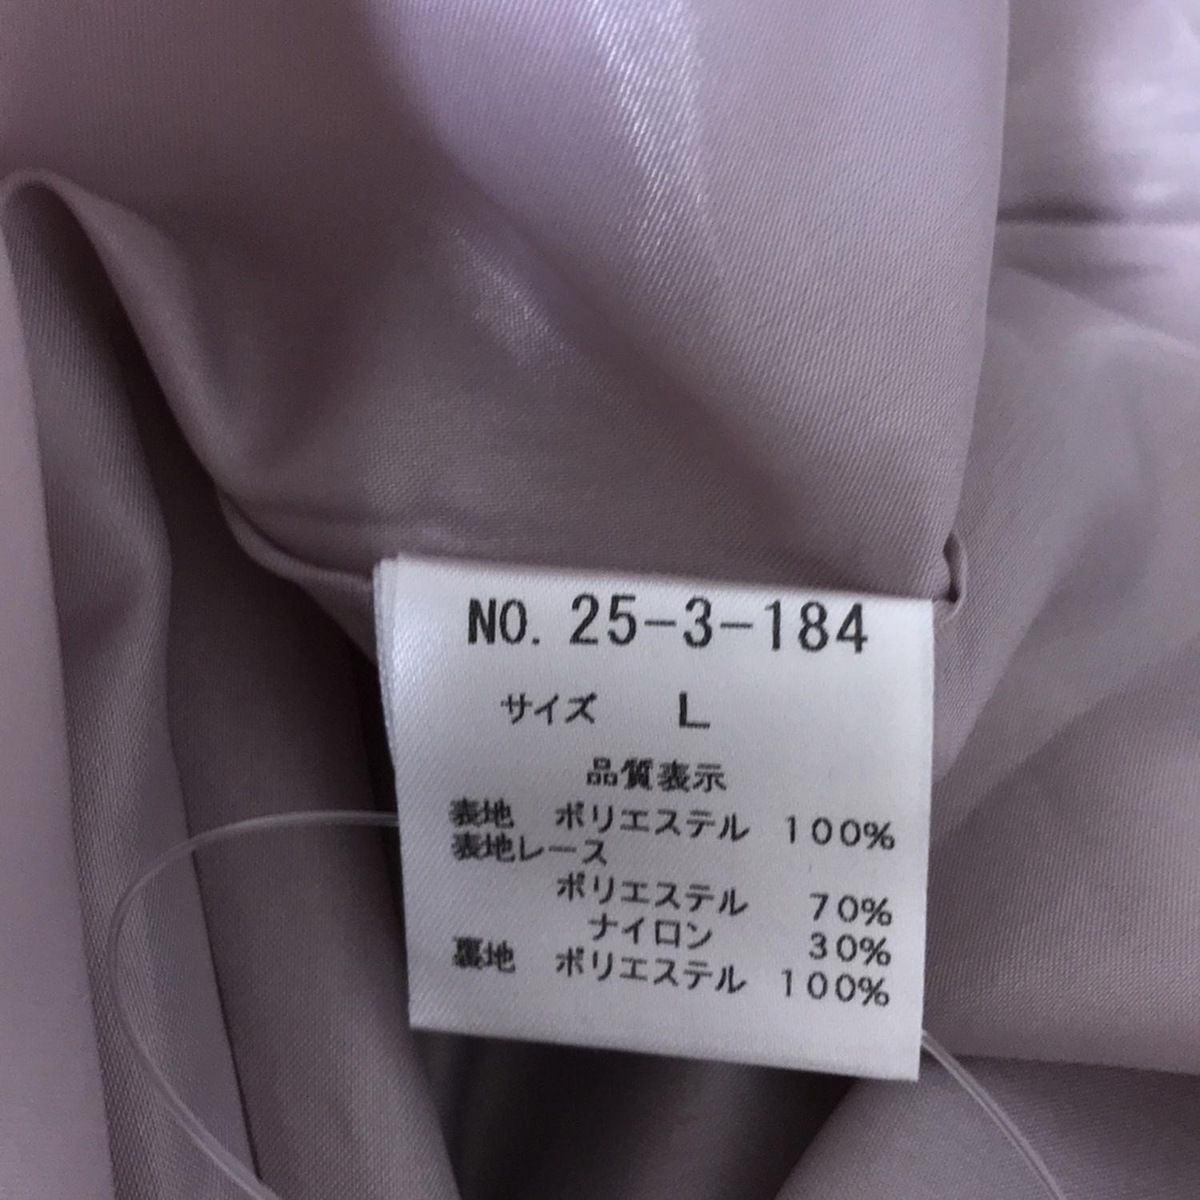 NO. 25-3-184
サイズ L
品質表示
表地 ポリエステル 100%
表地レース
ポリエステル 70%
ナイロン 30%
裏地 ポリエステル 100%